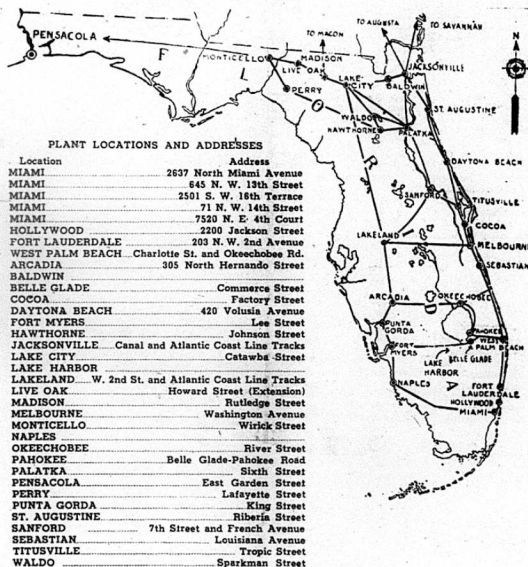 TO MACON
TO AUGUSTA
TO SAVANNAH
N
PENSACOLA
F
L
O
R
I
D
A
MONTICELLO
MADISON
LIVE OAK
LAKE CITY
JACKSONVILLE
BALDWIN
PERRY
WALDO
HAWTHORNE
PALATKA
ST. AUGUSTINE
DAYTONA BEACH
SANFORD
TITUSVILLE
COCOA
LAKELAND
MELBOURNE
SEBASTIAN
ARCADIA
OKEECHOBEE
PUNTA GORDA
FORT MYERS
PAHOKEE
WEST PALM BEACH
BELLE GLADE
LAKE HARBOR
NAPLES
FORT LAUDERDALE
HOLLYWOOD
MIAMI
PLANT LOCATIONS AND ADDRESSES
Location Address
MIAMI 2637 North Miami Avenue
MIAMI 645 N. W. 13th Street
MIAMI 2501 S. W. 16th Terrace
MIAMI 71 N. W. 14th Street
MIAMI 7520 N. E. 4th Court
HOLLYWOOD 2200 Jackson Street
FORT LAUDERDALE 203 N. W. 2nd Avenue
WEST PALM BEACH Charlotte St. and Okeechobee Rd.
ARCADIA 305 North Hernando Street
BALDWIN
BELLE GLADE Commerce Street
COCOA Factory Street
DAYTONA BEACH 420 Volusia Avenue
FORT MYERS Lee Street
HAWTHORNE Johnson Street
JACKSONVILLE Canal and Atlantic Coast Line Tracks
LAKE CITY Catawba Street
LAKE HARBOR
LAKELAND W. 2nd St. and Atlantic Coast Line Tracks
LIVE OAK Howard Street (Extension)
MADISON Rutledge Street
MELBOURNE Washington Avenue
MONTICELLO Wirick Street
NAPLES
OKEECHOBEE River Street
PAHOKEE Belle Glade-Pahokee Road
PALATKA Sixth Street
PENSACOLA East Garden Street
PERRY Lafayette Street
PUNTA GORDA King Street
ST. AUGUSTINE Riberia Street
SANFORD 7th Street and French Avenue
SEBASTIAN Louisiana Avenue
TITUSVILLE Tropic Street
WALDO Sparkman Street